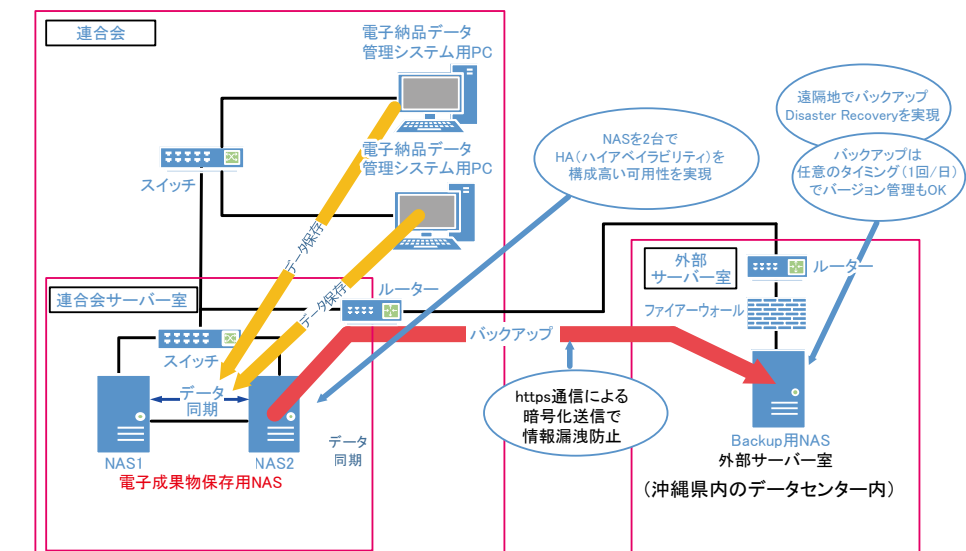 連合会
電子納品データ
管理システム用PC
電子納品データ
管理システム用PC
スイッチ
データ保存
データ保存
NASを2台で
HA（ハイアベイラビリティ）を
構成高い可用性を実現
遠隔地でバックアップ
Disaster Recoveryを実現
バックアップは
任意のタイミング（1回/日）
でバージョン管理もOK
連合会サーバー室
ルーター
スイッチ
データ
同期
NAS1
NAS2
電子成果物保存用NAS
データ
同期
バックアップ
https通信による
暗号化送信で
情報漏洩防止
外部
サーバー室
ルーター
ファイアーウォール
Backup用NAS
外部サーバー室
（沖縄県内のデータセンター内）